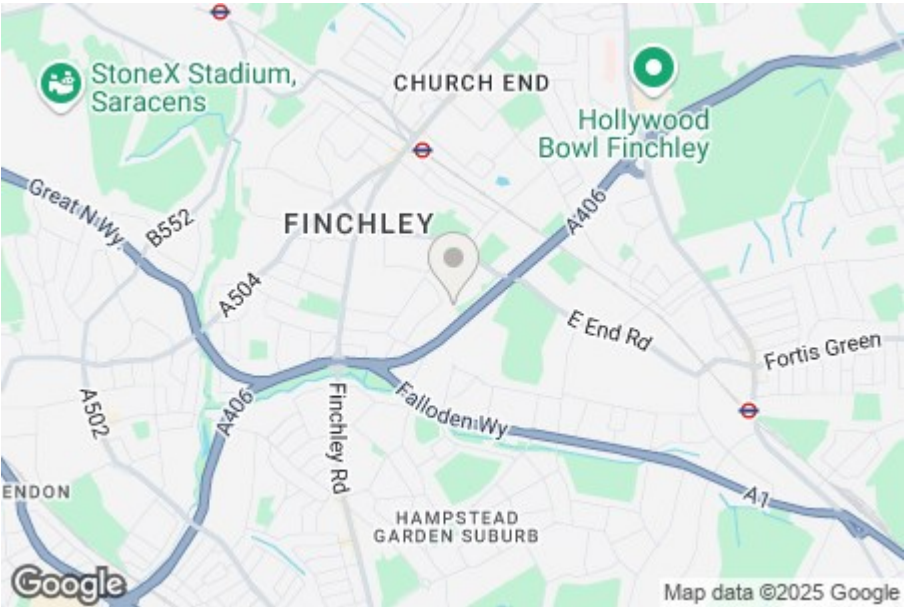 StoneX Stadium,
Saracens
CHURCH END
Hollywood
Bowl Finchley
Great N Wy.
B552
FINCHLEY
A406
A504
E End Rd
Fortis Green
A502
A406
Finchley Rd
Falloden Wy
ENDON
HAMPSTEAD
GARDEN SUBURB
A1
Google
Map data ©2025 Google